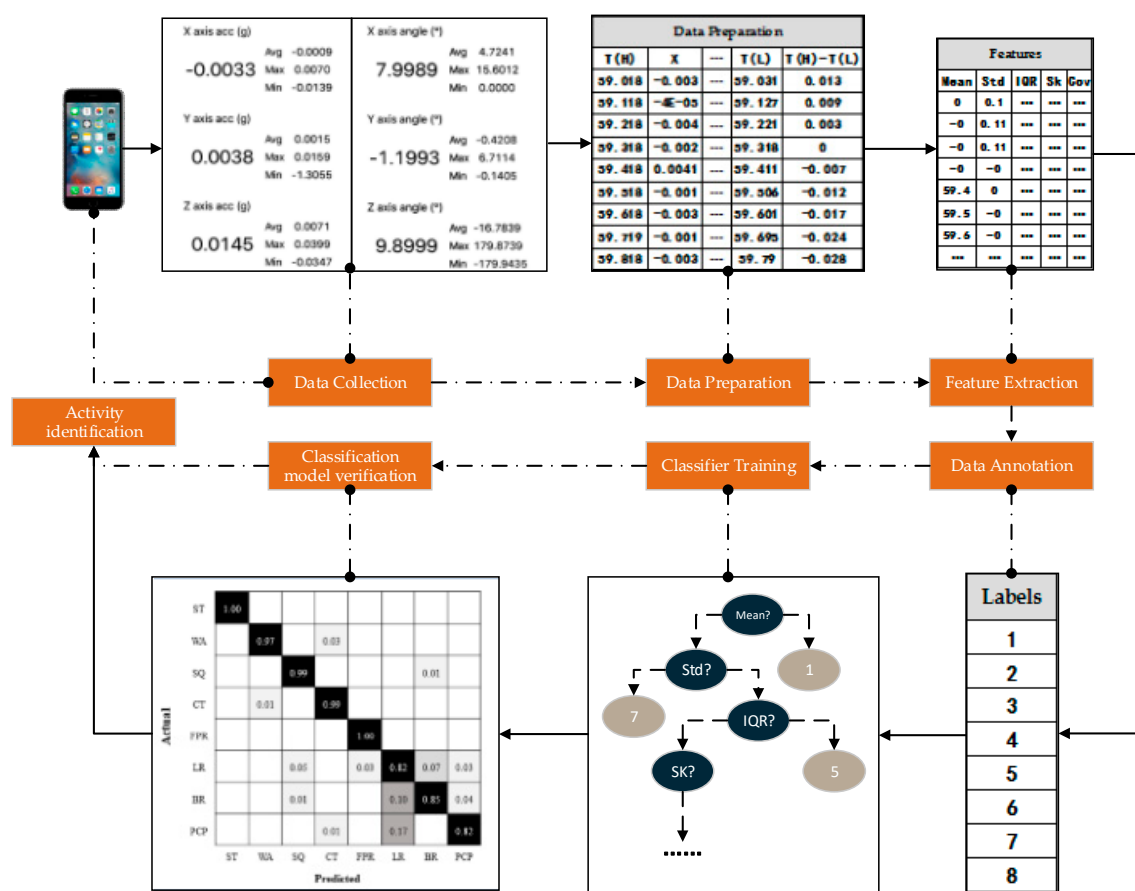 X axis acc (g)
-0.0033
Avg -0.0009
Max 0.0070
Min -0.0139
X axis angle (°)
7.9989
Avg 4.7241
Max 15.6012
Min 0.0000
Y axis acc (g)
0.0038
Avg 0.0015
Max 0.0159
Min -1.3055
Y axis angle (°)
-1.1993
Avg -0.4208
Max 6.7114
Min -0.1405
Z axis acc (g)
0.0145
Avg 0.0071
Max 0.0399
Min -0.0347
Z axis angle (°)
9.8999
Avg -16.7839
Max 179.8739
Min -179.9435
Data Preparation
T(H) X --- T(L) T(H)-T(L)
59.018 -0.003 --- 59.031 0.013
59.118 -4E-05 --- 59.127 0.009
59.218 -0.004 --- 59.221 0.003
59.318 -0.002 --- 59.318 0
59.418 0.0041 --- 59.411 -0.007
59.518 -0.001 --- 59.506 -0.012
59.618 -0.003 --- 59.601 -0.017
59.719 -0.001 --- 59.695 -0.024
59.818 -0.003 --- 59.79 -0.028
Features
Mean Std IQR Sk Gov
0 0.1 --- --- ---
-0 0.11 --- --- ---
-0 0.11 --- --- ---
-0 -0 --- --- ---
59.4 0 --- --- ---
59.5 -0 --- --- ---
59.6 -0 --- --- ---
--- --- --- --- ---
Data Collection
Data Preparation
Feature Extraction
Activity
identification
Classification
model verification
Classifier Training
Data Annotation
Actual
ST 1.00
WA 0.97 0.03
SQ 0.99 0.01
CT 0.01 0.99
FPR 1.00
LR 0.05 0.03 0.82 0.07 0.03
BR 0.01 0.10 0.85 0.04
PCP 0.01 0.17 0.82
ST WA SQ CT FPR LR BR PCP
Predicted
Mean?
Std?
1
7
IQR?
SK?
5
......
Labels
1
2
3
4
5
6
7
8